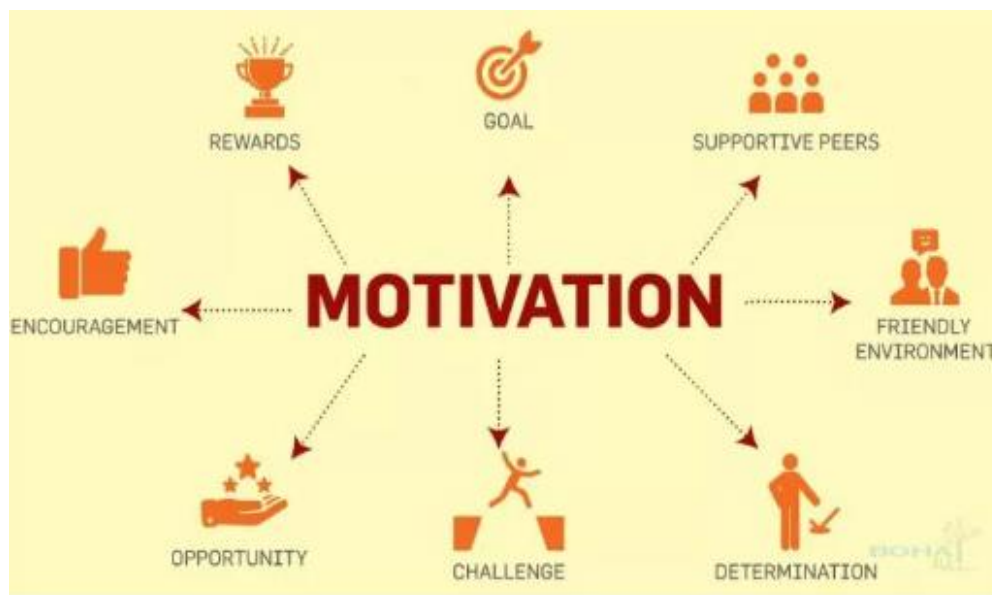 GOAL
REWARDS
SUPPORTIVE PEERS
MOTIVATION
ENCOURAGEMENT
FRIENDLY
ENVIRONMENT
OPPORTUNITY
CHALLENGE
DETERMINATION